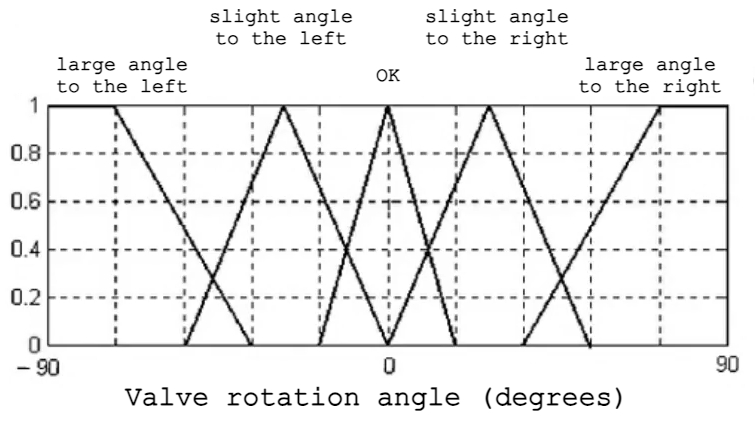 slight angle
to the left
slight angle
to the right
large angle
to the left
OK
large angle
to the right
1
0.8
0.6
0.4
0.2
0
-90
0
90
Valve rotation angle (degrees)